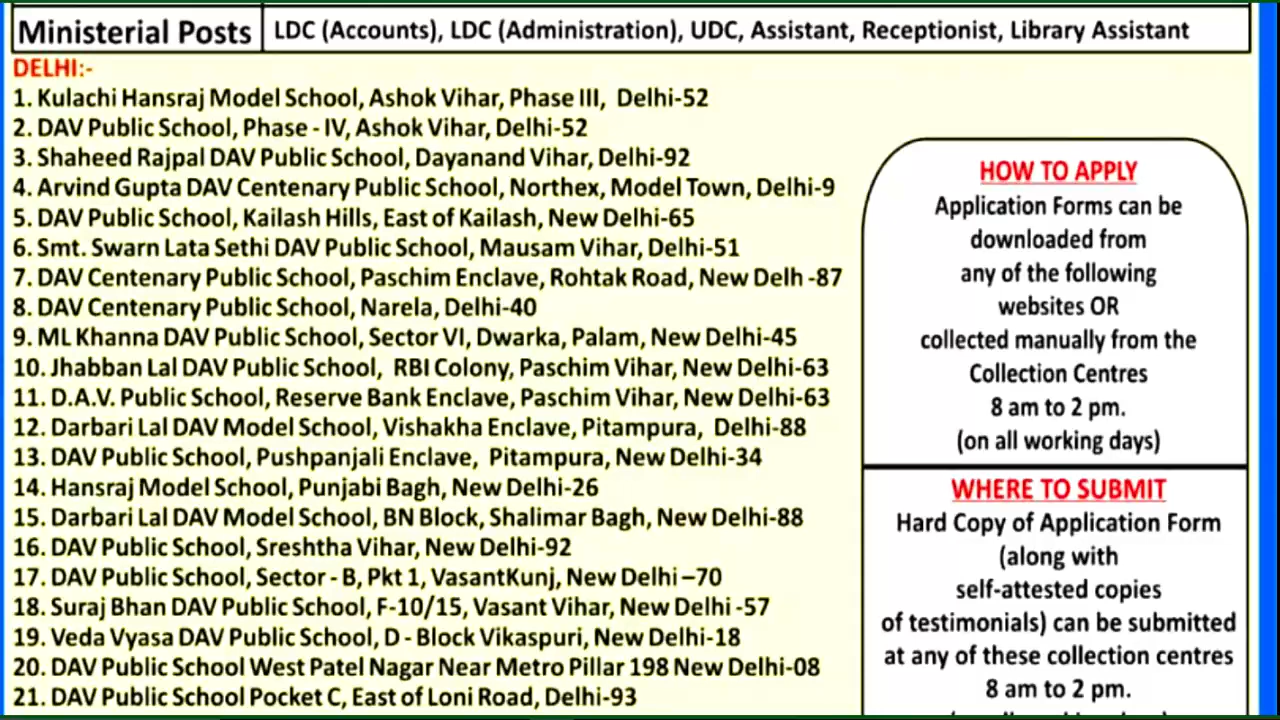 Ministerial Posts LDC (Accounts), LDC (Administration), UDC, Assistant, Receptionist, Library Assistant
DELHI:-
1. Kulachi Hansraj Model School, Ashok Vihar, Phase III, Delhi-52
2. DAV Public School, Phase - IV, Ashok Vihar, Delhi-52
3. Shaheed Rajpal DAV Public School, Dayanand Vihar, Delhi-92
4. Arvind Gupta DAV Centenary Public School, Northex, Model Town, Delhi-9
5. DAV Public School, Kailash Hills, East of Kailash, New Delhi-65
6. Smt. Swarn Lata Sethi DAV Public School, Mausam Vihar, Delhi-51
7. DAV Centenary Public School, Paschim Enclave, Rohtak Road, New Delh -87
8. DAV Centenary Public School, Narela, Delhi-40
9. ML Khanna DAV Public School, Sector VI, Dwarka, Palam, New Delhi-45
10. Jhabban Lal DAV Public School, RBI Colony, Paschim Vihar, New Delhi-63
11. D.A.V. Public School, Reserve Bank Enclave, Paschim Vihar, New Delhi-63
12. Darbari Lal DAV Model School, Vishakha Enclave, Pitampura, Delhi-88
13. DAV Public School, Pushpanjali Enclave, Pitampura, New Delhi-34
14. Hansraj Model School, Punjabi Bagh, New Delhi-26
15. Darbari Lal DAV Model School, BN Block, Shalimar Bagh, New Delhi-88
16. DAV Public School, Sreshtha Vihar, New Delhi-92
17. DAV Public School, Sector - B, Pkt 1, VasantKunj, New Delhi –70
18. Suraj Bhan DAV Public School, F-10/15, Vasant Vihar, New Delhi -57
19. Veda Vyasa DAV Public School, D - Block Vikaspuri, New Delhi-18
20. DAV Public School West Patel Nagar Near Metro Pillar 198 New Delhi-08
21. DAV Public School Pocket C, East of Loni Road, Delhi-93
HOW TO APPLY
Application Forms can be
downloaded from
any of the following
websites OR
collected manually from the
Collection Centres
8 am to 2 pm.
(on all working days)
WHERE TO SUBMIT
Hard Copy of Application Form
(along with
self-attested copies
of testimonials) can be submitted
at any of these collection centres
8 am to 2 pm.